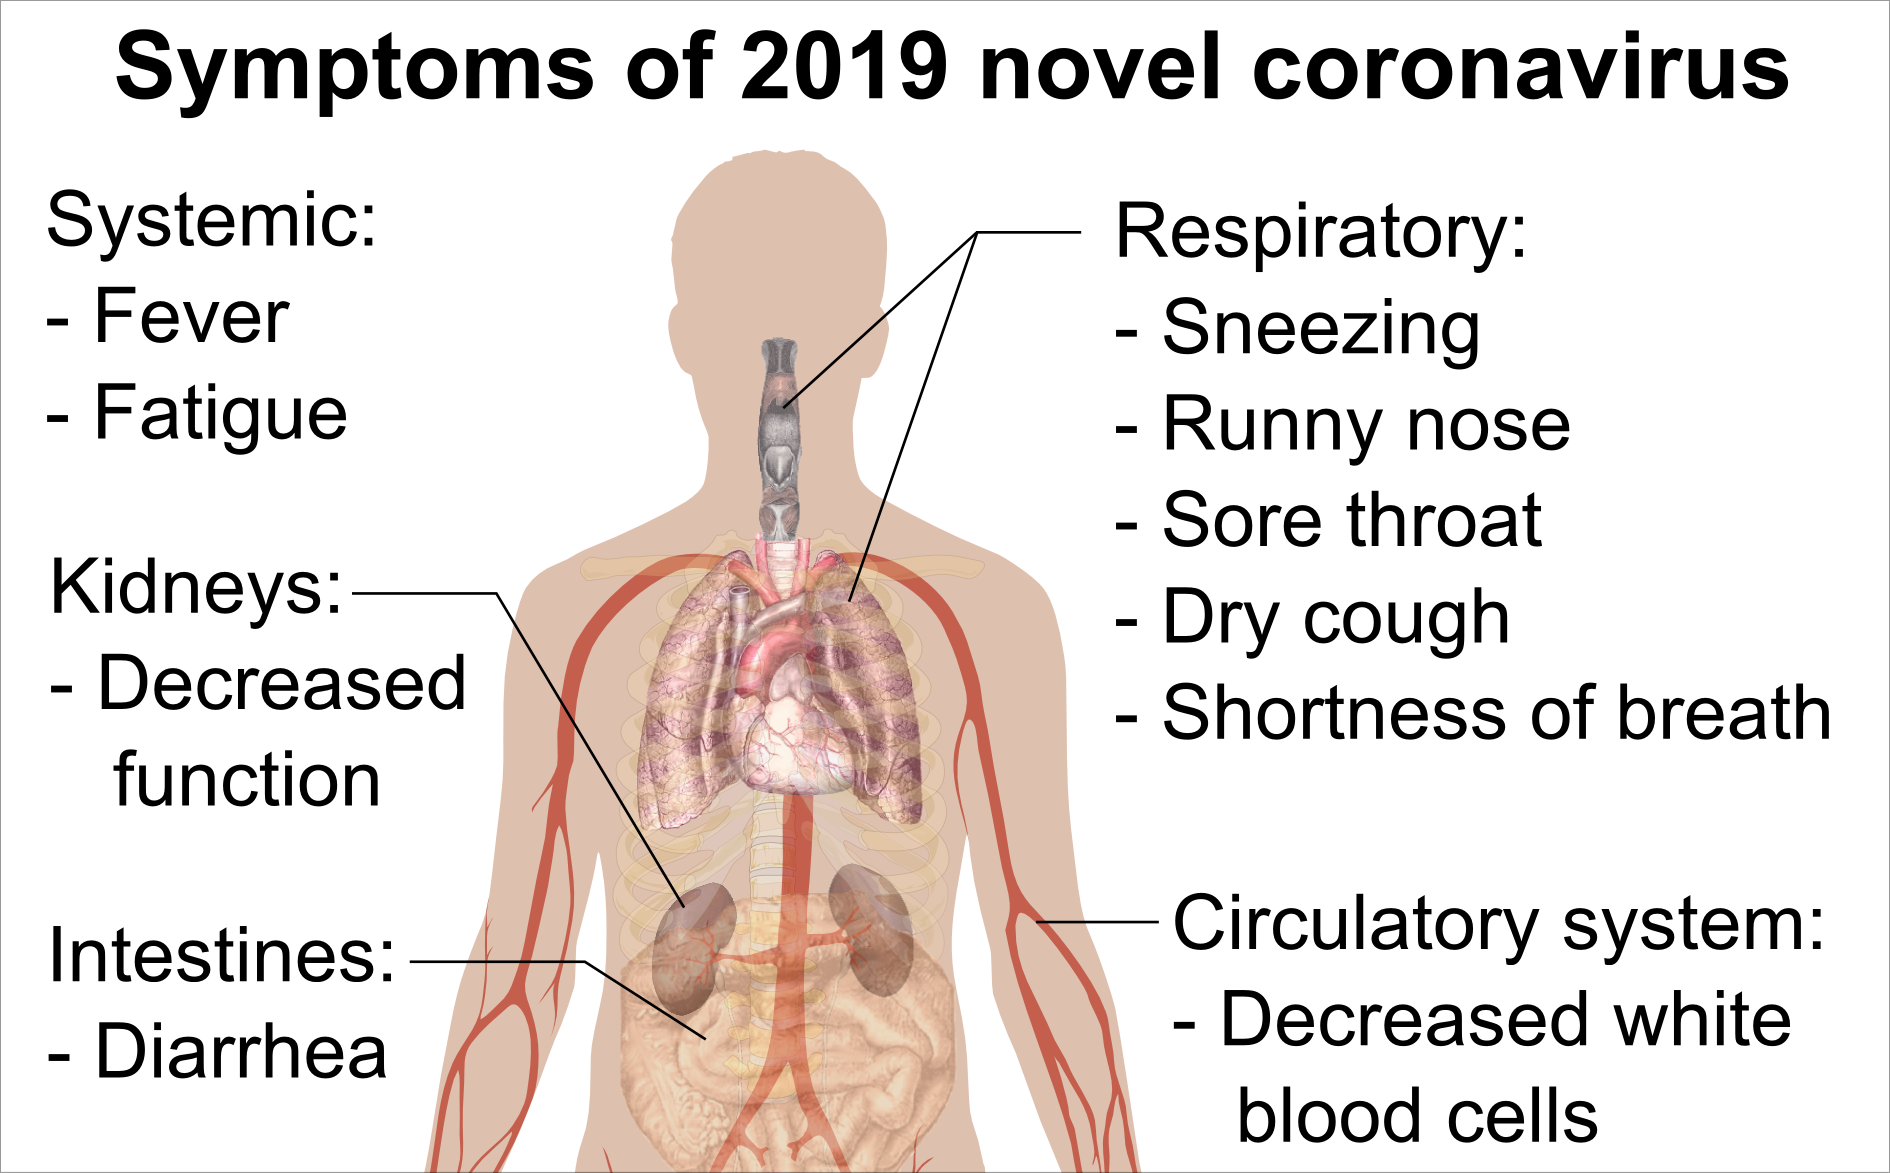 Symptoms of 2019 novel coronavirus
Systemic:
- Fever
- Fatigue
Kidneys:
- Decreased
function
Intestines:
- Diarrhea
Respiratory:
- Sneezing
- Runny nose
- Sore throat
- Dry cough
- Shortness of breath
Circulatory system:
- Decreased white
blood cells